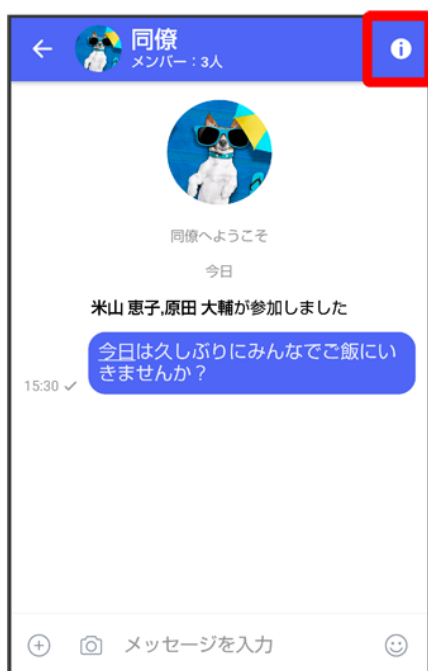 同僚
メンバー：3人
同僚へようこそ
今日
米山 恵子,原田 大輔が参加しました
今日は久しぶりにみんなでご飯にい
きませんか？
15:30
メッセージを入力